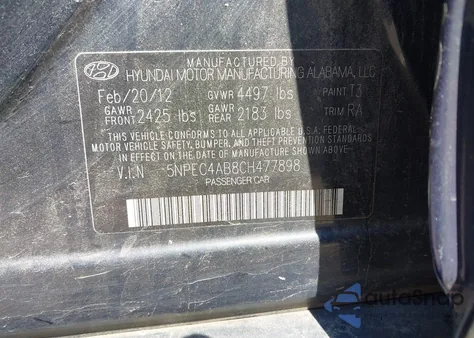 MANUFACTURED BY
HYUNDAI MOTOR MANUFACTURING ALABAMA, LLC
Feb/20/12 GVWR 4497 lbs PAINT T3
GAWR FRONT 2425 lbs GAWR REAR 2183 lbs TRIM RA
THIS VEHICLE CONFORMS TO ALL APPLICABLE U.S.A. FEDERAL
MOTOR VEHICLE SAFETY, BUMPER, AND THEFT PREVENTION STANDARDS
IN EFFECT ON THE DATE OF MANUFACTURE SHOWN ABOVE.
V.I.N 5NPEC4AB8CH477898
PASSENGER CAR
autoSnap